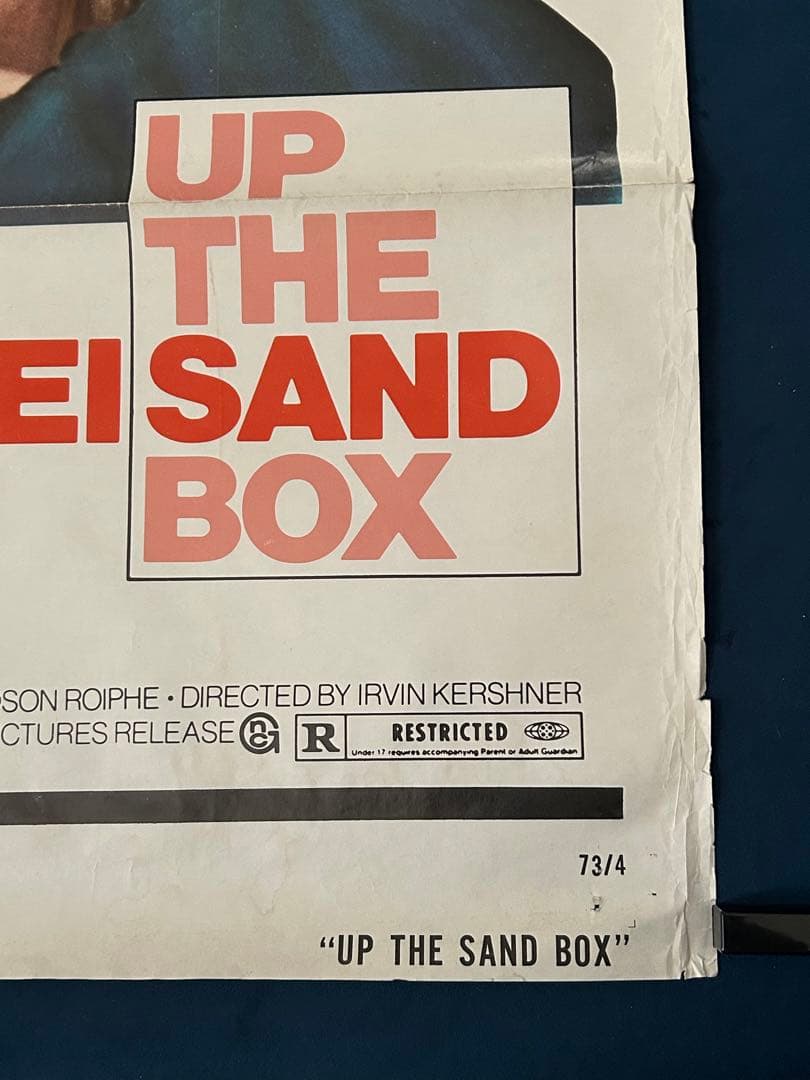 UP
THE
EI SAND
BOX
SON ROIPHE • DIRECTED BY IRVIN KERSHNER
CTURES RELEASE ncG R RESTRICTED
Under 17 requires accompanying Parent or Adult Guardian
73/4
“UP THE SAND BOX”